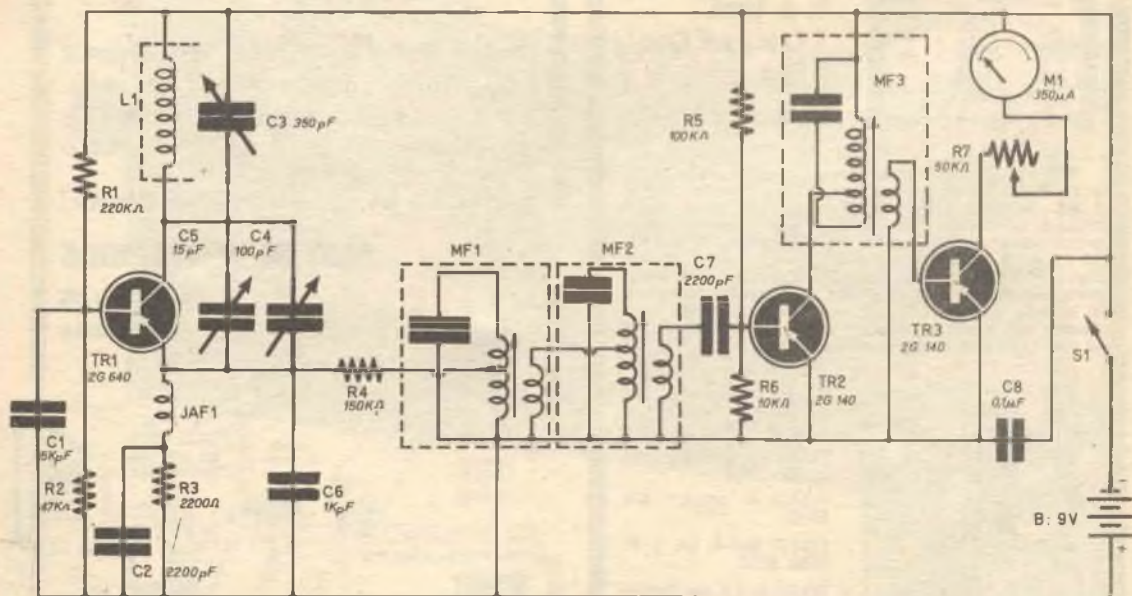 L1
C3 350pF
R1
220KΩ
C5
15pF
C4
100pF
TR1
2G 640
JAF1
C1
5KpF
R2
47KΩ
R3
2200Ω
C2
2200pF
C6
1KpF
R4
150KΩ
MF1
MF2
C7
2200pF
R5
100KΩ
R6
10KΩ
TR2
2G 140
MF3
M1
350µA
R7
50KΩ
TR3
2G 140
C8
0,1µF
S1
B: 9V
-
+